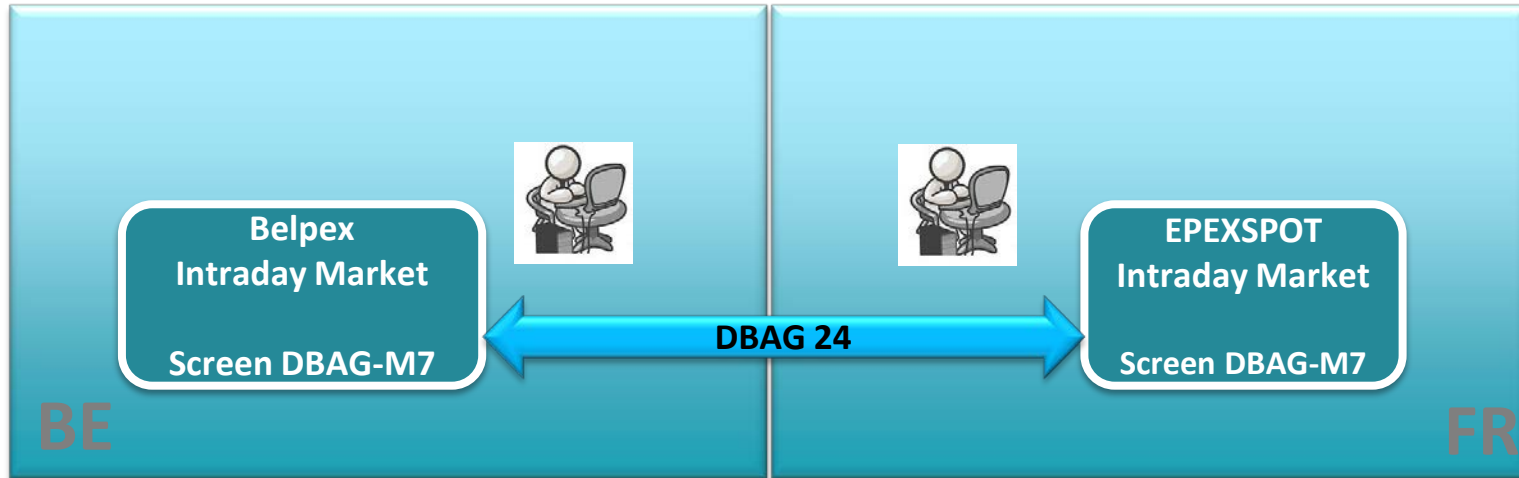 Belpex
Intraday Market
Screen DBAG-M7
DBAG 24
EPEXSPOT
Intraday Market
Screen DBAG-M7
BE
FR